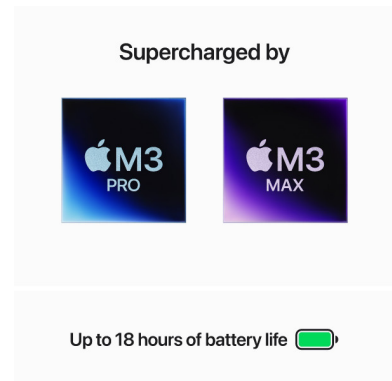 Supercharged by
M3
PRO
M3
MAX
Up to 18 hours of battery life